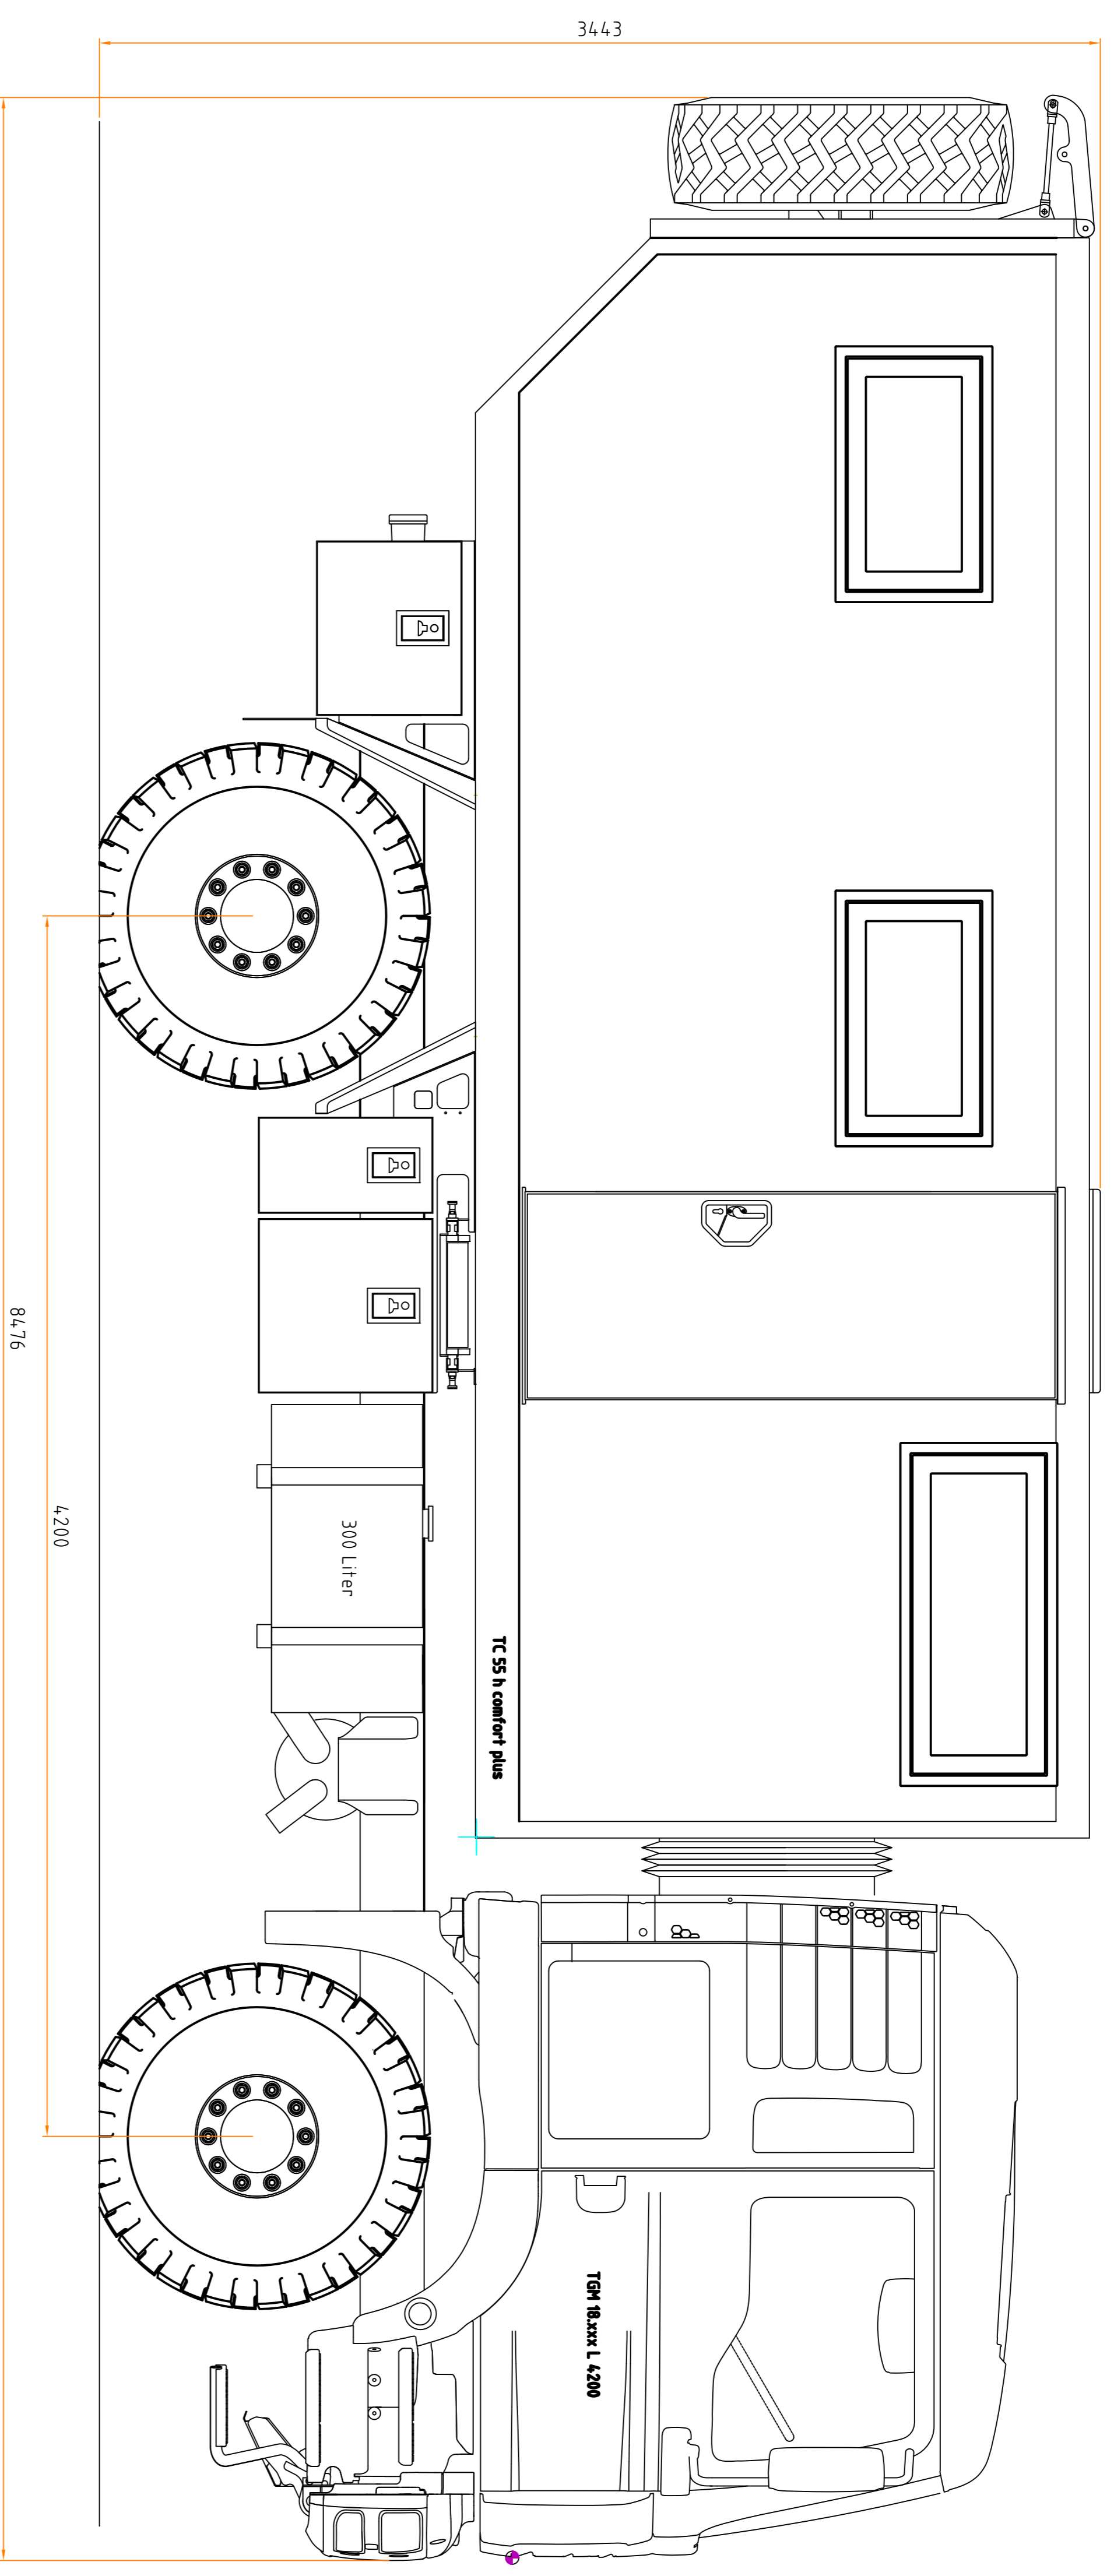 3443
TC 55 h comfort plus
TGM 18.xxx L 4200
300 Liter
4200
8476